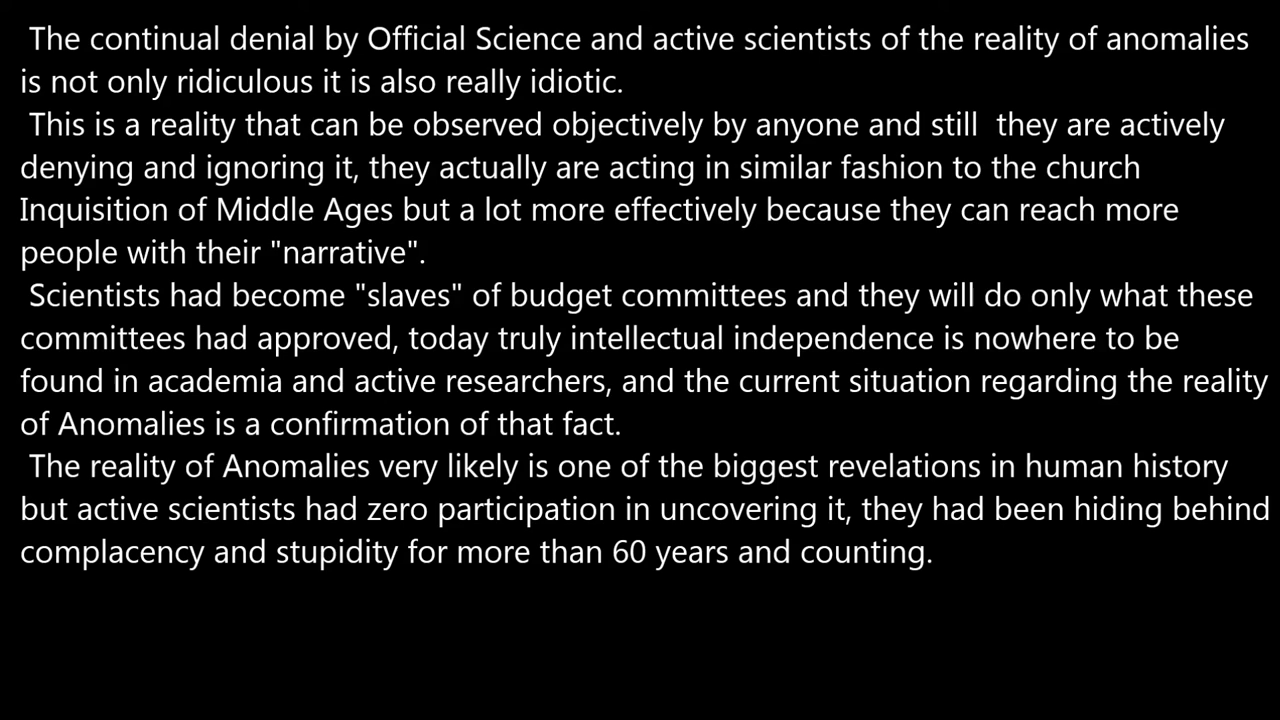 The continual denial by Official Science and active scientists of the reality of anomalies
is not only ridiculous it is also really idiotic.
This is a reality that can be observed objectively by anyone and still  they are actively
denying and ignoring it, they actually are acting in similar fashion to the church
Inquisition of Middle Ages but a lot more effectively because they can reach more
people with their "narrative".
Scientists had become "slaves" of budget committees and they will do only what these
committees had approved, today truly intellectual independence is nowhere to be
found in academia and active researchers, and the current situation regarding the reality
of Anomalies is a confirmation of that fact.
The reality of Anomalies very likely is one of the biggest revelations in human history
but active scientists had zero participation in uncovering it, they had been hiding behind
complacency and stupidity for more than 60 years and counting.